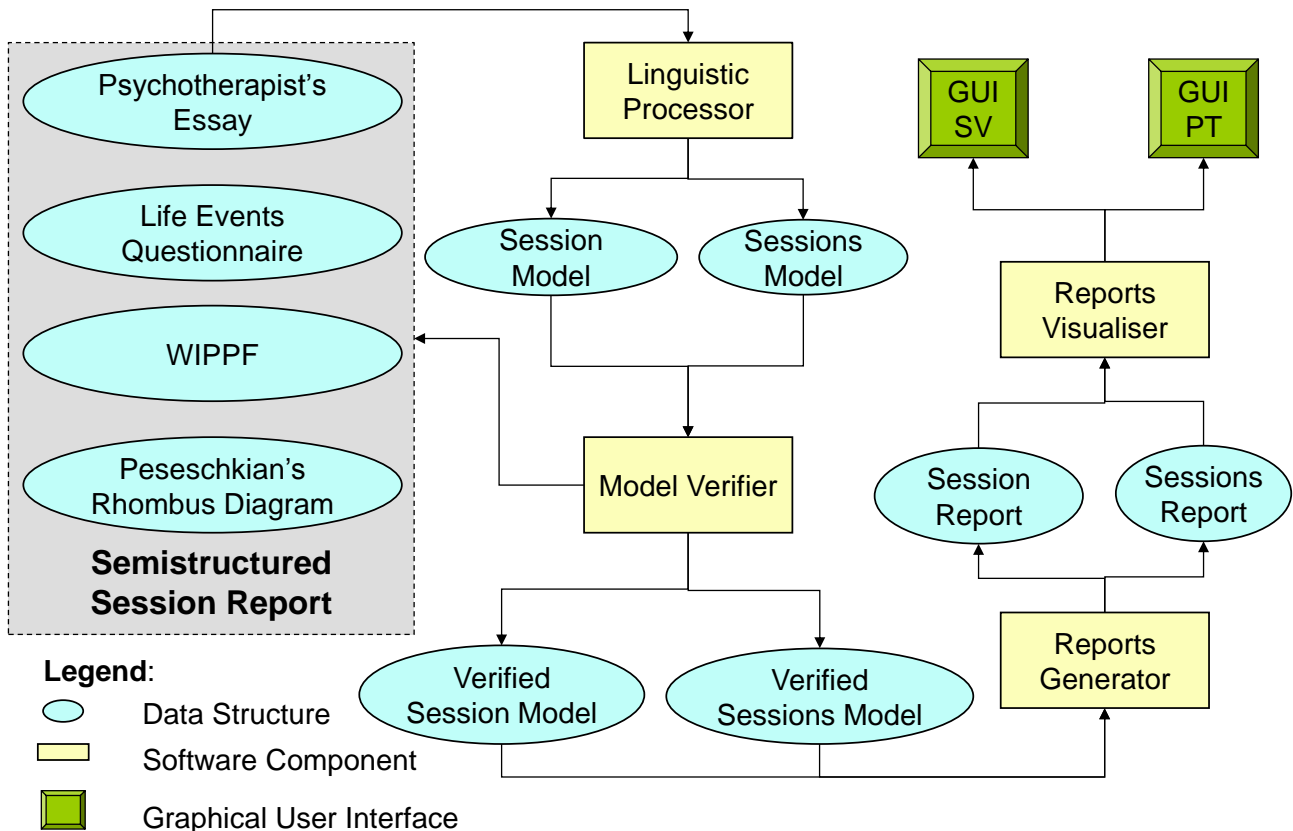 Psychotherapist’s
Essay
Life Events
Questionnaire
WIPPF
Peseschkian’s
Rhombus Diagram
Semistructured
Session Report
Linguistic
Processor
Session
Model
Sessions
Model
Model Verifier
Verified
Session Model
Verified
Sessions Model
GUI
SV
GUI
PT
Reports
Visualiser
Session
Report
Sessions
Report
Reports
Generator
Legend:
Data Structure
Software Component
Graphical User Interface